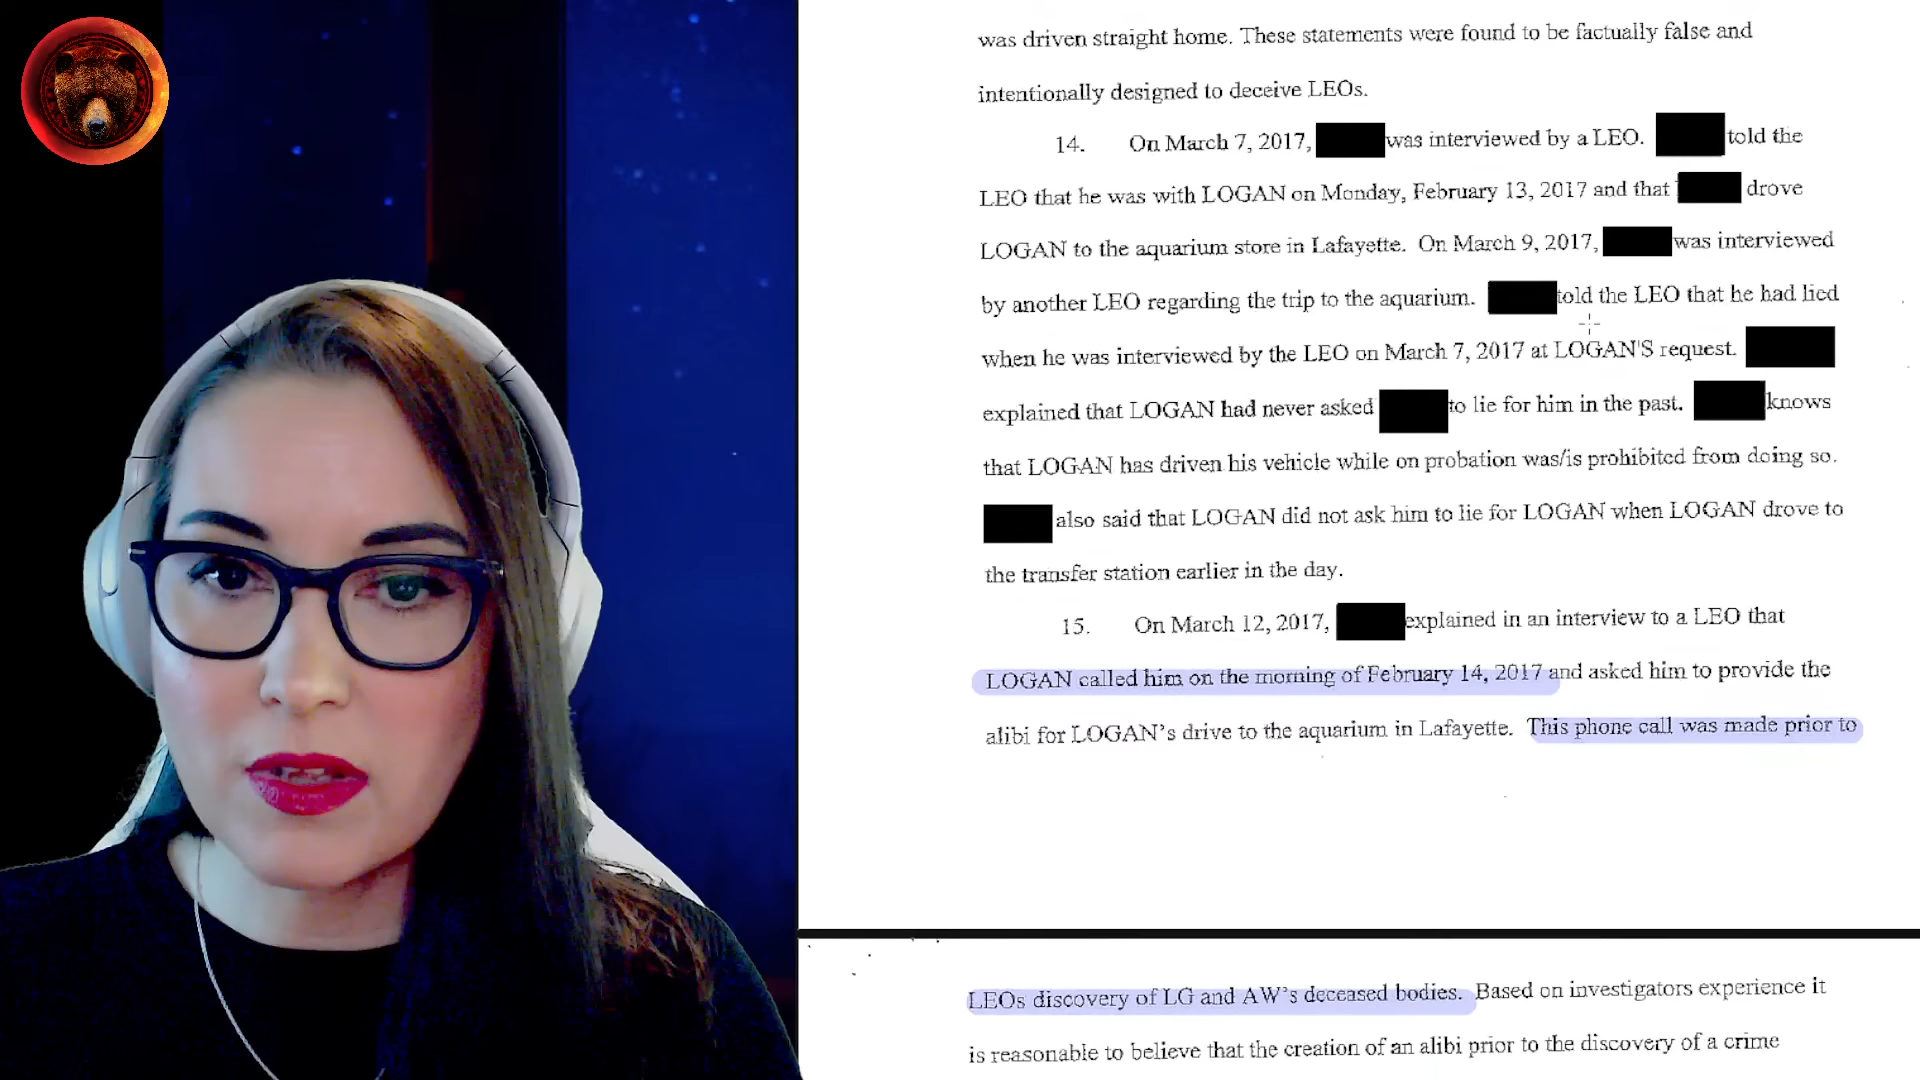 was driven straight home. These statements were found to be factually false and
intentionally designed to deceive LEOs.
14. On March 7, 2017, was interviewed by a LEO. told the
LEO that he was with LOGAN on Monday, February 13, 2017 and that drove
LOGAN to the aquarium store in Lafayette. On March 9, 2017, was interviewed
by another LEO regarding the trip to the aquarium. told the LEO that he had lied
when he was interviewed by the LEO on March 7, 2017 at LOGAN'S request.
explained that LOGAN had never asked to lie for him in the past. knows
that LOGAN has driven his vehicle while on probation was/is prohibited from doing so.
also said that LOGAN did not ask him to lie for LOGAN when LOGAN drove to
the transfer station earlier in the day.
15. On March 12, 2017, explained in an interview to a LEO that
LOGAN called him on the morning of February 14, 2017 and asked him to provide the
alibi for LOGAN's drive to the aquarium in Lafayette. This phone call was made prior to
LEOs discovery of LG and AW's deceased bodies. Based on investigators experience it
is reasonable to believe that the creation of an alibi prior to the discovery of a crime